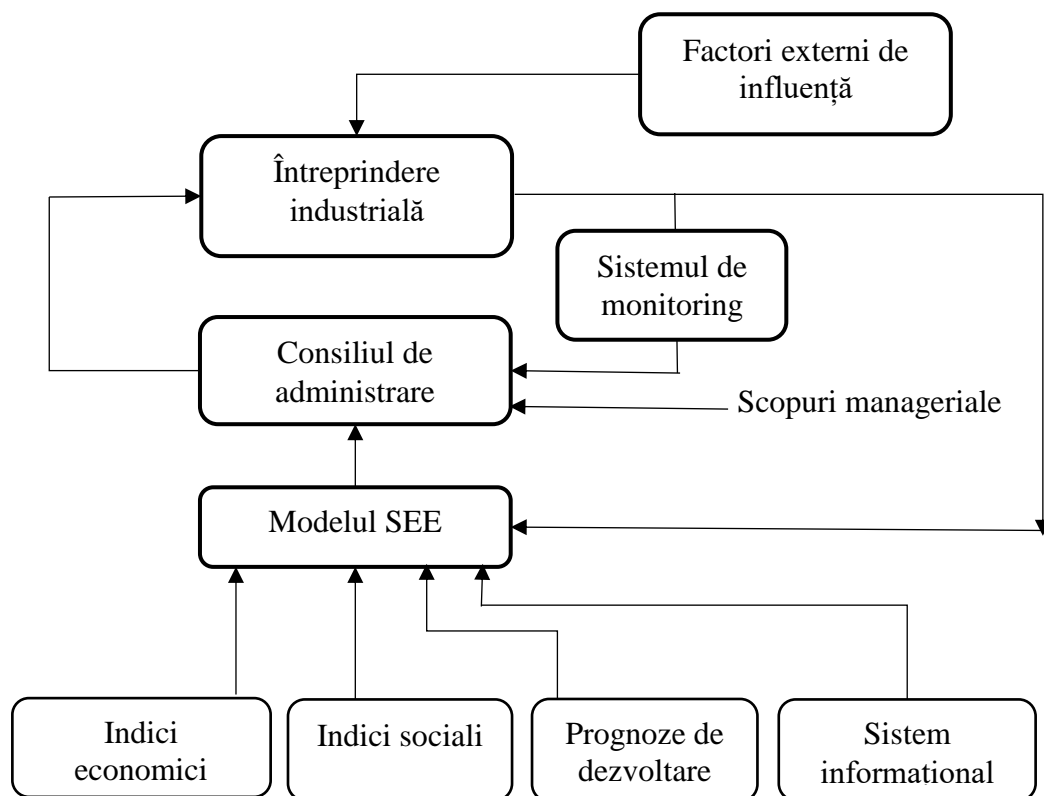 Factori externi de
influență
Întreprindere
industrială
Sistemul de
monitoring
Consiliul de
administrare
Scopuri manageriale
Modelul SEE
Indici
economici
Indici sociali
Prognoze de
dezvoltare
Sistem
informațional